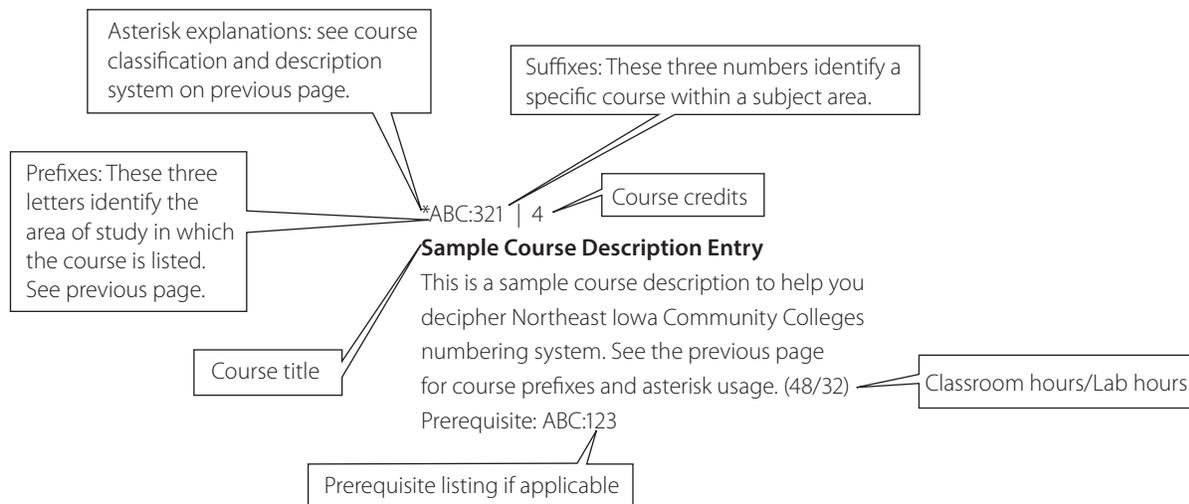 Asterisk explanations: see course
classification and description
system on previous page.
Suffixes: These three numbers identify a
specific course within a subject area.
Prefixes: These three
letters identify the
area of study in which
the course is listed.
See previous page.
Course credits
*ABC:321 | 4
Sample Course Description Entry
This is a sample course description to help you
decipher Northeast Iowa Community Colleges
numbering system. See the previous page
for course prefixes and asterisk usage. (48/32)
Prerequisite: ABC:123
Course title
Classroom hours/Lab hours
Prerequisite listing if applicable